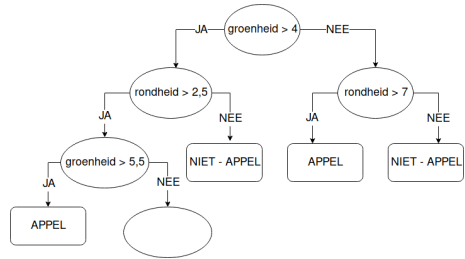 groenheid > 4
JA
NEE
rondheid > 2,5
rondheid > 7
JA
NEE
JA
NEE
groenheid > 5,5
NIET - APPEL
APPEL
NIET - APPEL
JA
NEE
APPEL